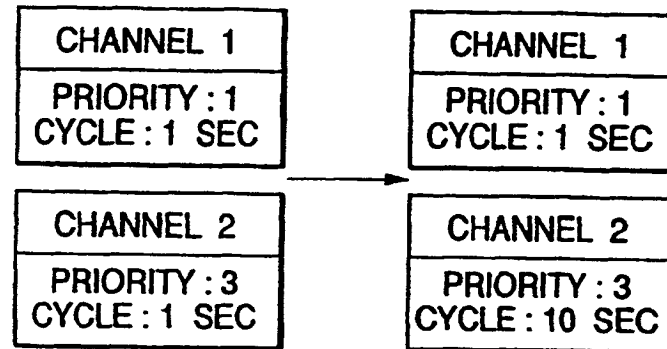 CHANNEL 1
PRIORITY : 1
CYCLE : 1 SEC
CHANNEL 2
PRIORITY : 3
CYCLE : 1 SEC
CHANNEL 1
PRIORITY : 1
CYCLE : 1 SEC
CHANNEL 2
PRIORITY : 3
CYCLE : 10 SEC